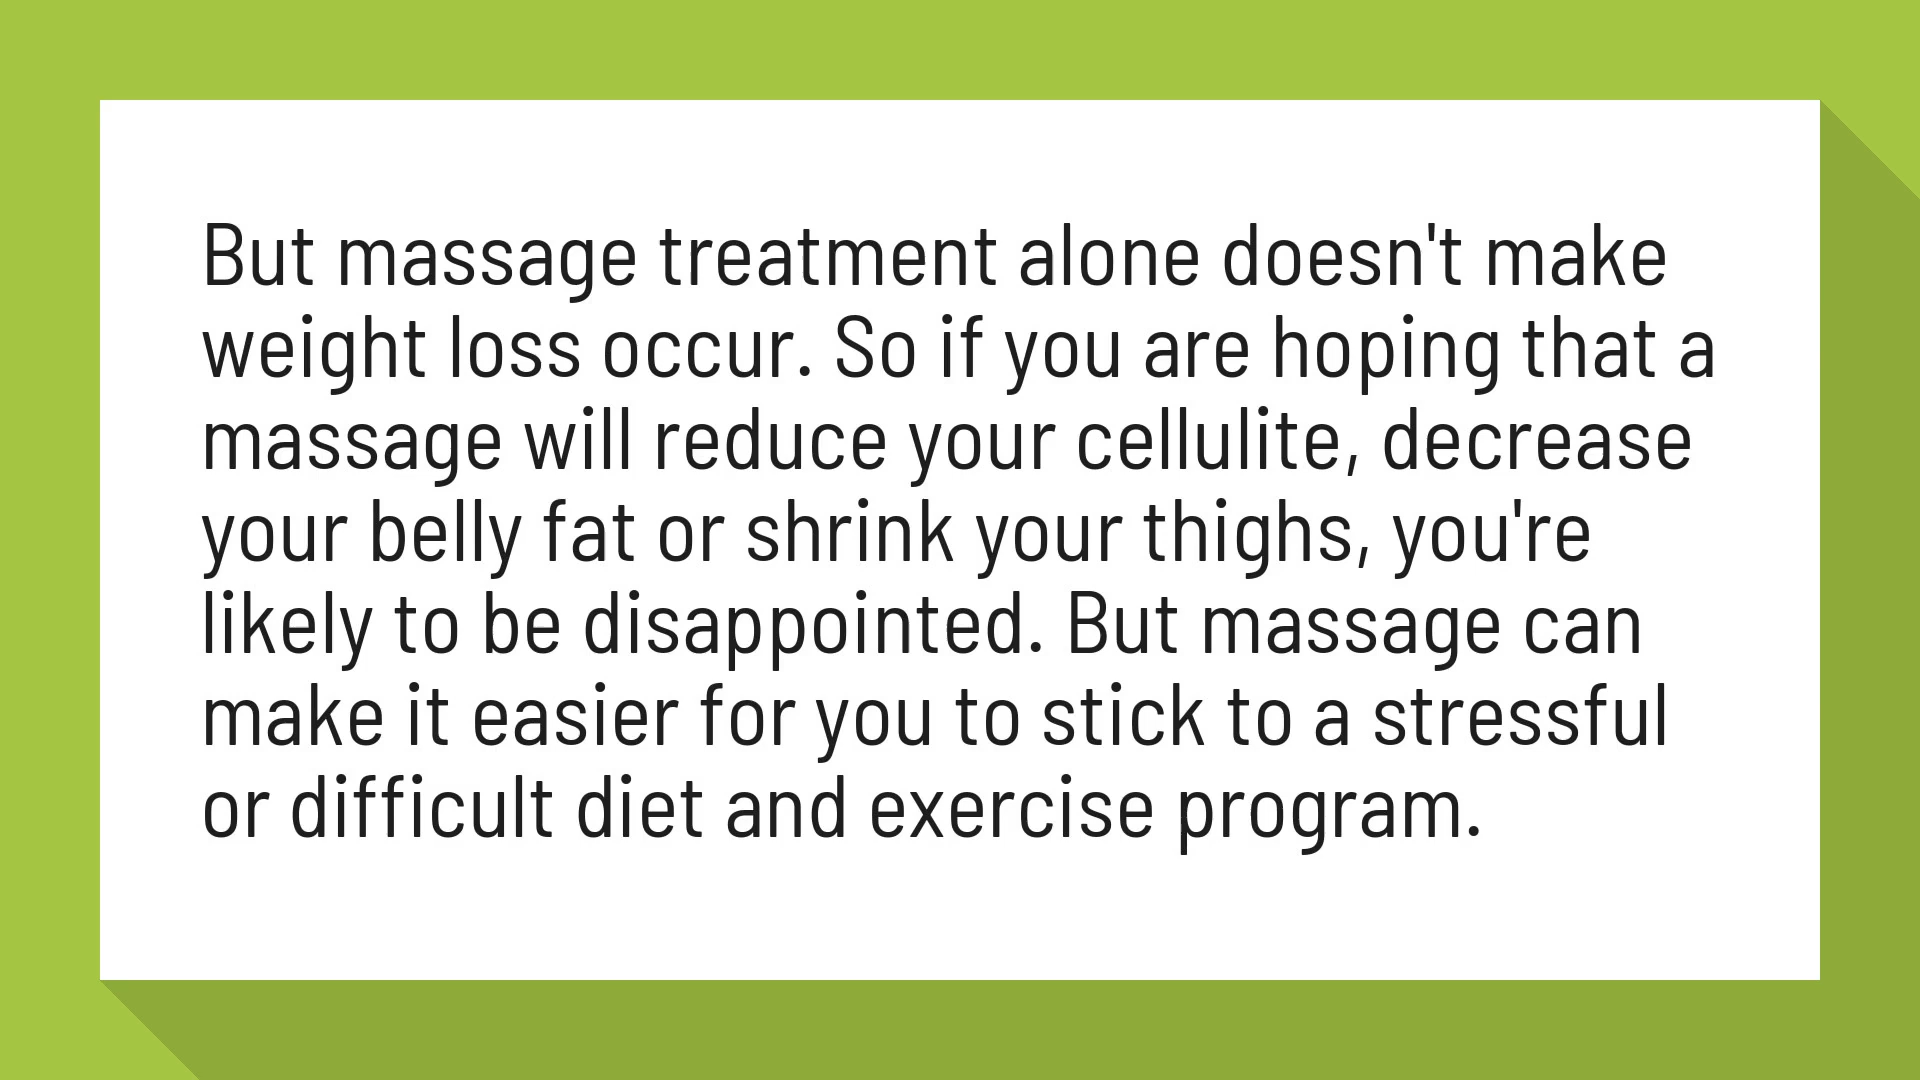 But massage treatment alone doesn't make
weight loss occur. So if you are hoping that a
massage will reduce your cellulite, decrease
your belly fat or shrink your thighs, you're
likely to be disappointed. But massage can
make it easier for you to stick to a stressful
or difficult diet and exercise program.